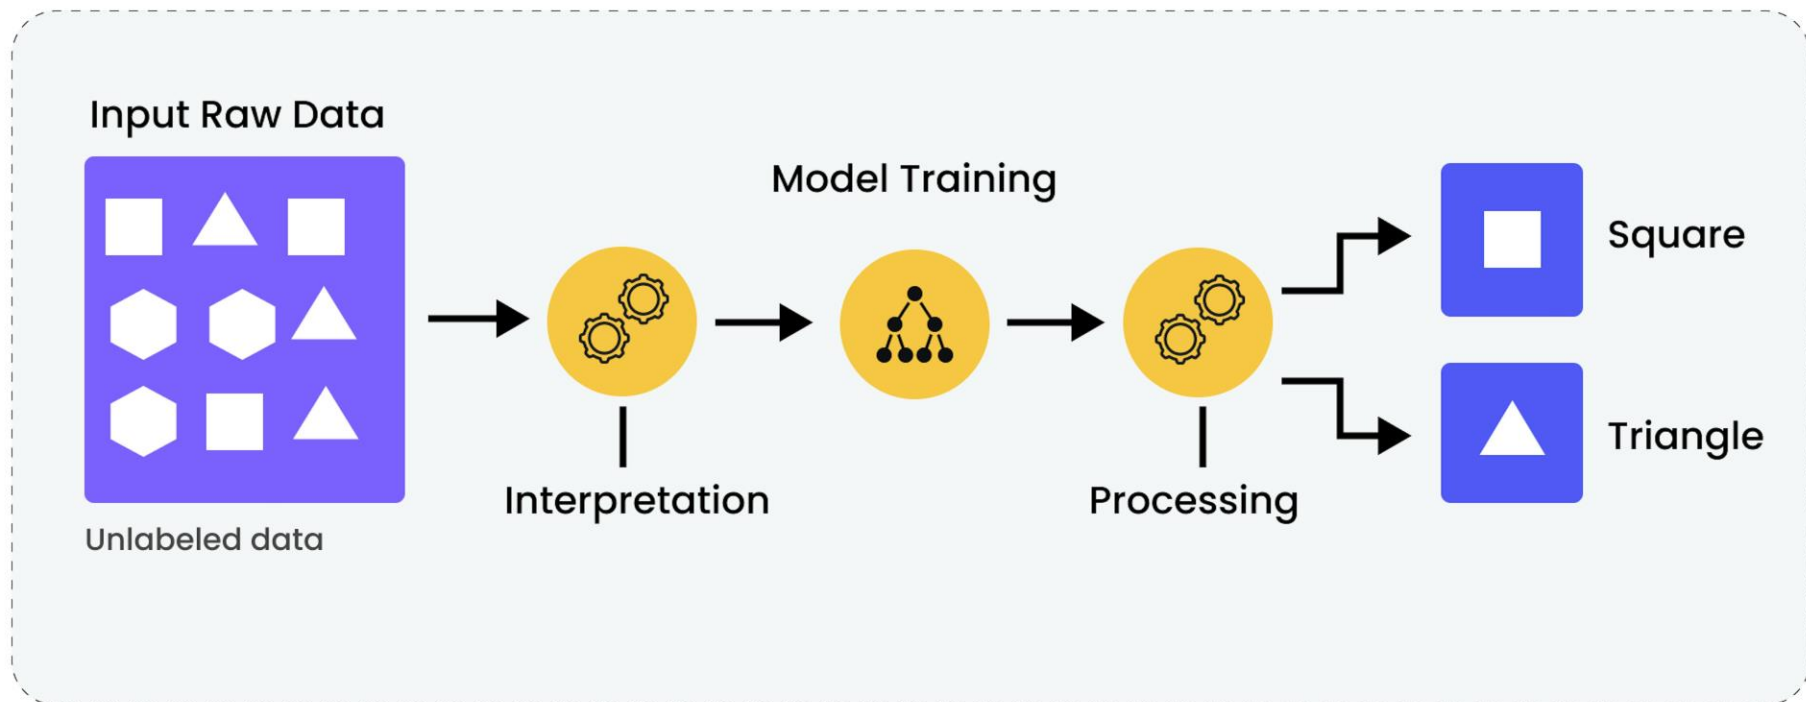 Input Raw Data
Model Training
Square
Triangle
Interpretation
Processing
Unlabeled data